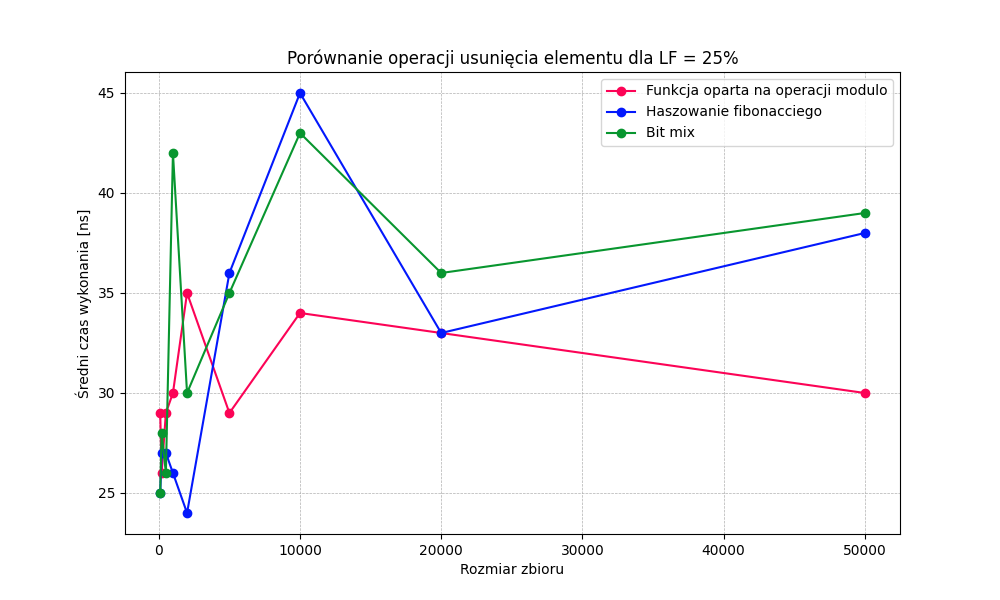 Porównanie operacji usunięcia elementu dla LF = 25%
Funkcja oparta na operacji modulo
Haszowanie fibonacciego
Bit mix
Średni czas wykonania [ns]
45
40
35
30
25
0 10000 20000 30000 40000 50000
Rozmiar zbioru